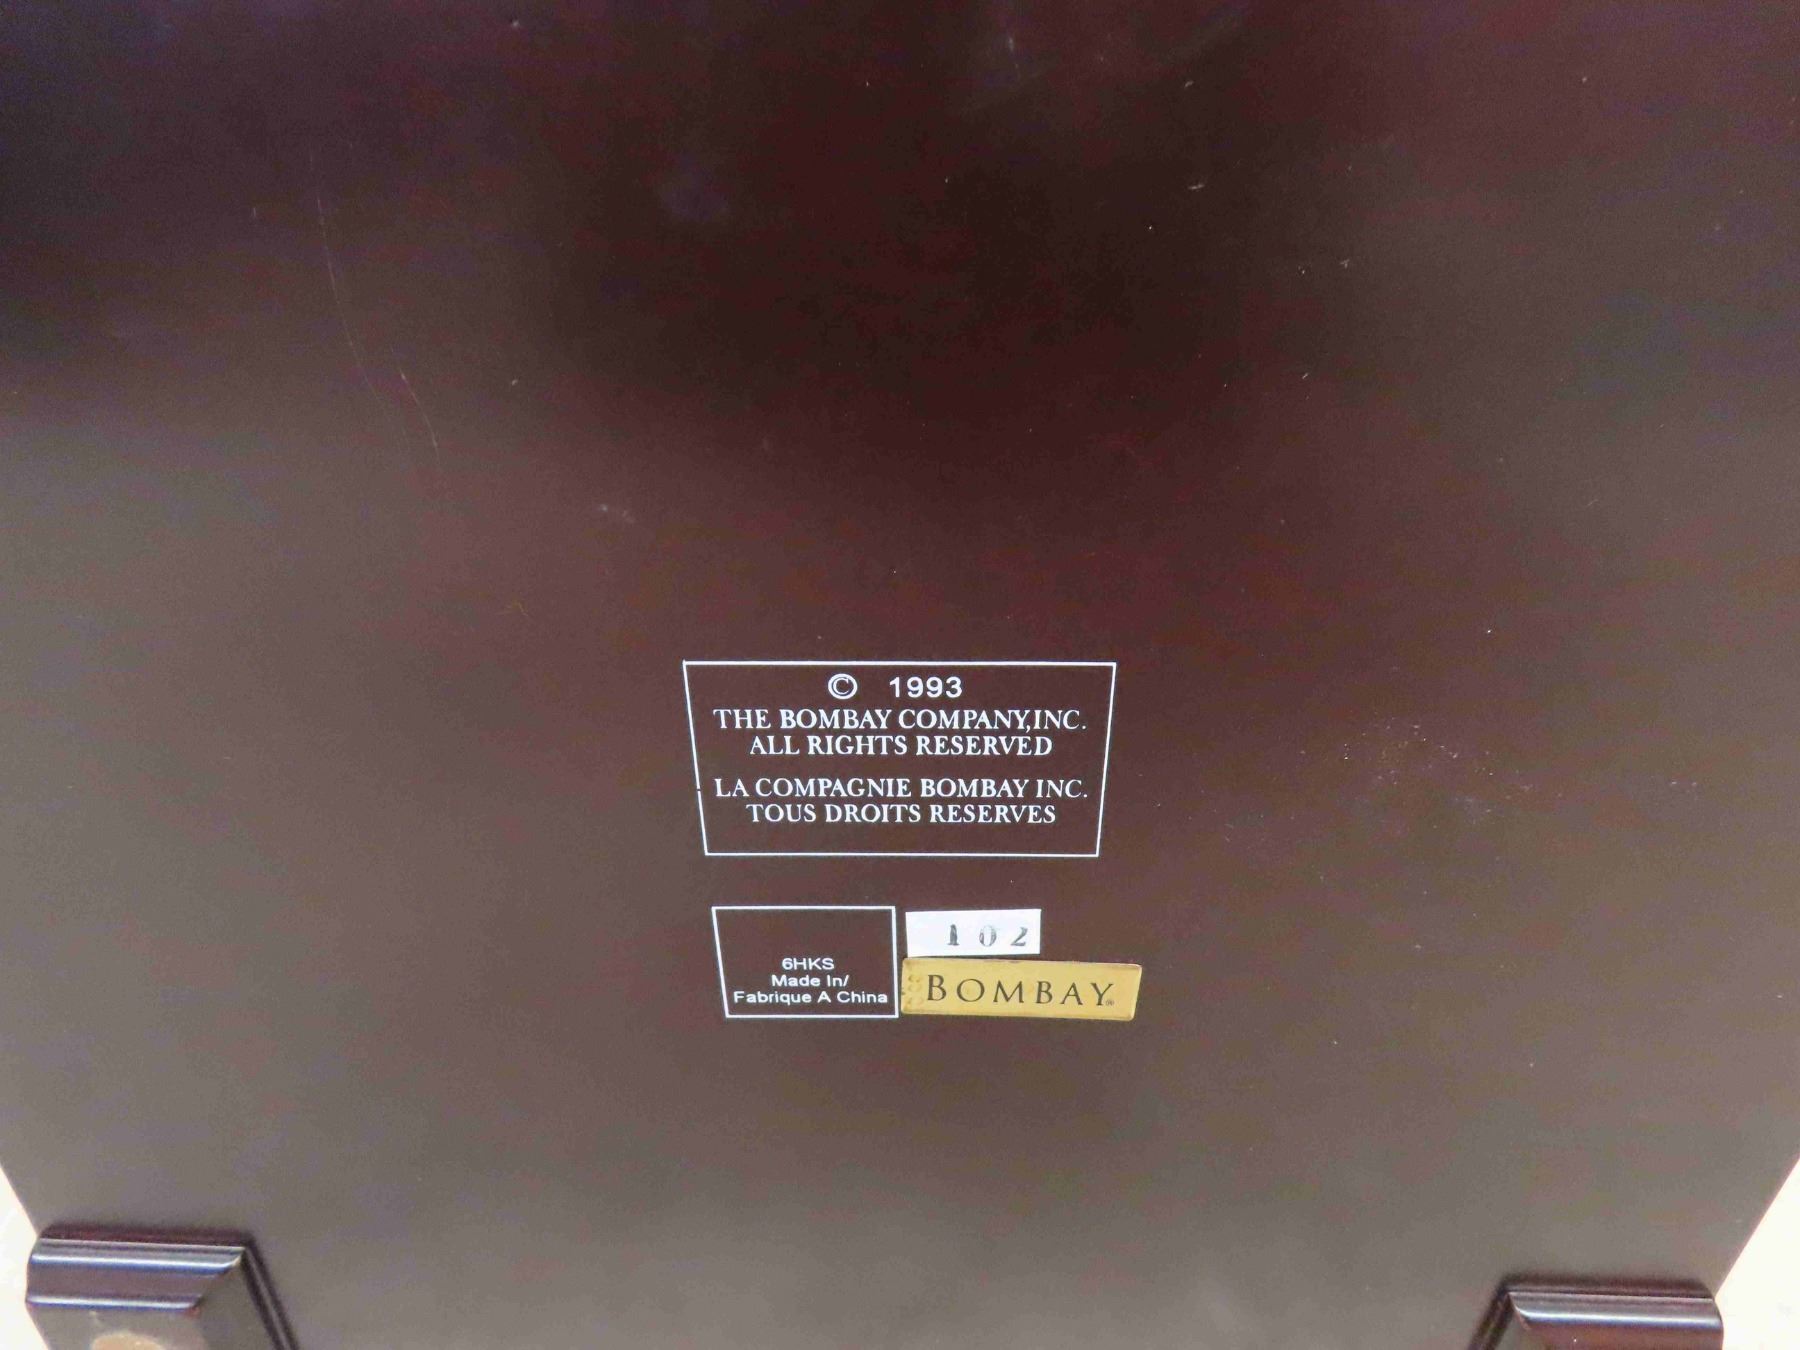 © 1993
THE BOMBAY COMPANY,INC.
ALL RIGHTS RESERVED
LA COMPAGNIE BOMBAY INC.
TOUS DROITS RESERVES
6HKS
Made In/
Fabrique A China
102
BOMBAY®